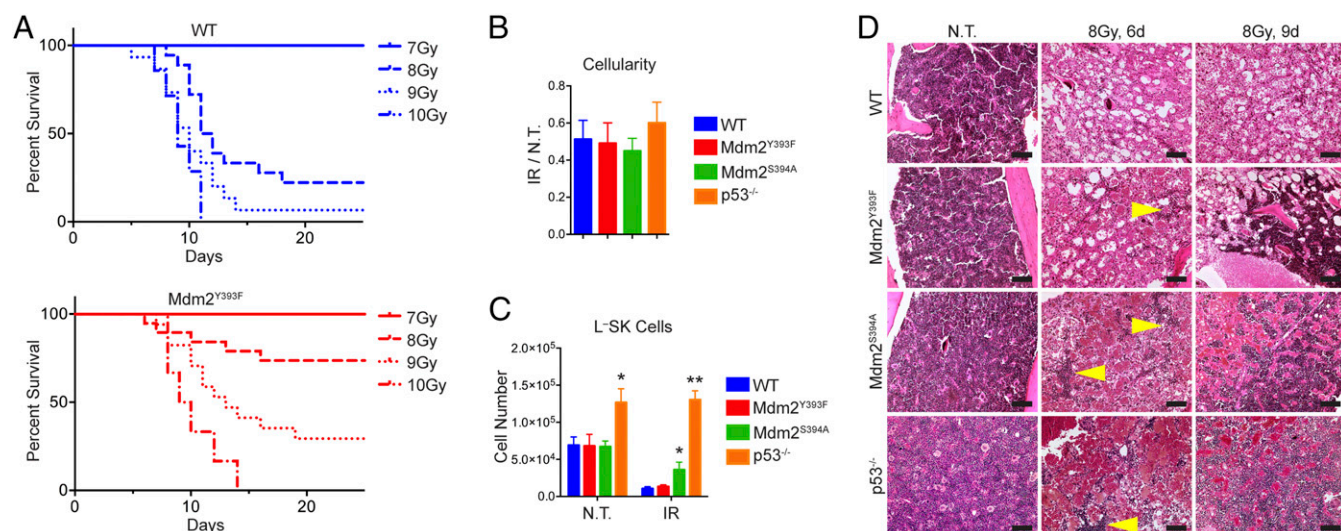 A
WT
Percent Survival
100
50
0
0
10
20
Days
7Gy
8Gy
9Gy
10Gy
Mdm2Y393F
Percent Survival
100
50
0
0
10
20
Days
7Gy
8Gy
9Gy
10Gy
B
Cellularity
IR / N.T.
0.8
0.6
0.4
0.2
0.0
WT
Mdm2Y393F
Mdm2S394A
p53-/-
C
L-SK Cells
Cell Number
2.0×10⁵
1.5×10⁵
1.0×10⁵
5.0×10⁴
0.0
*
*
**
N.T.
IR
WT
Mdm2Y393F
Mdm2S394A
p53-/-
D
N.T.
8Gy, 6d
8Gy, 9d
WT
Mdm2Y393F
Mdm2S394A
p53-/-